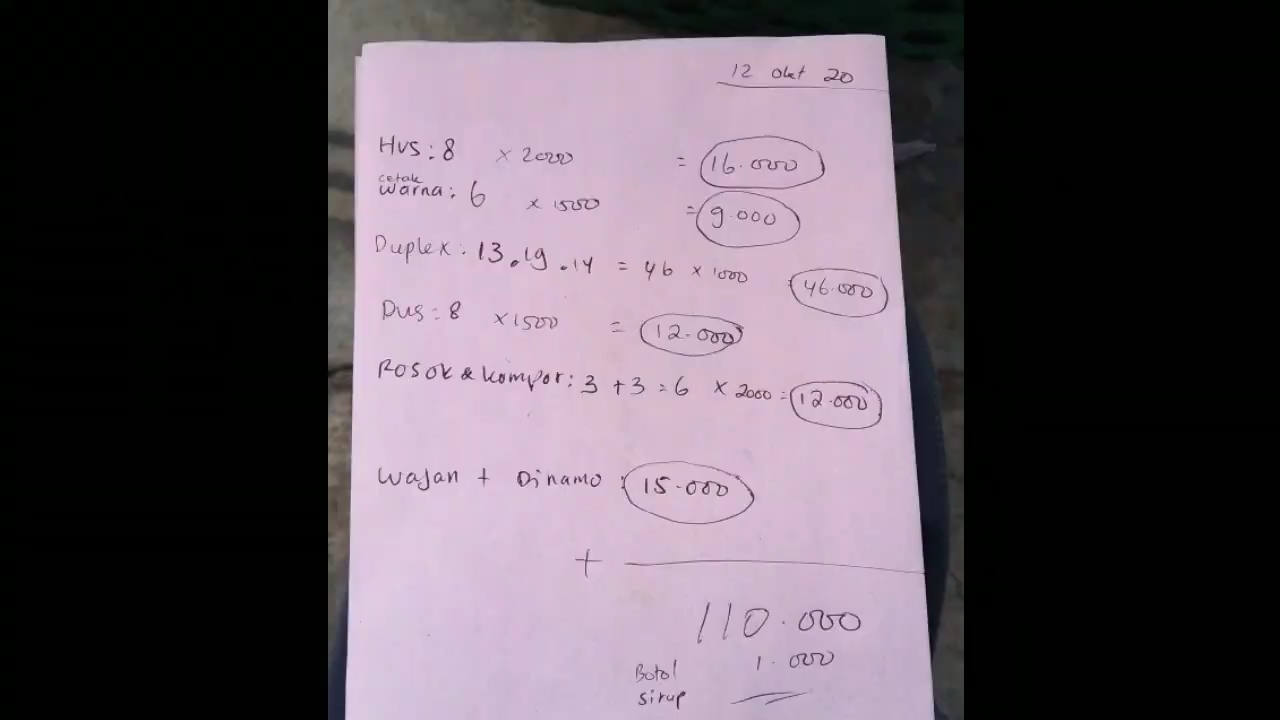 12 Okt 20
HVS : 8 x 2000 = 16.000
cetak
warna : 6 x 1500 = 9.000
Duplex : 13.19.14 = 46 x 1000 = 46.000
Dus : 8 x 1500 = 12.000
Rosok & kompor : 3 + 3 = 6 x 2000 = 12.000
Wajan + Dinamo : 15.000
+
110.000
Botol 1.000
sirup